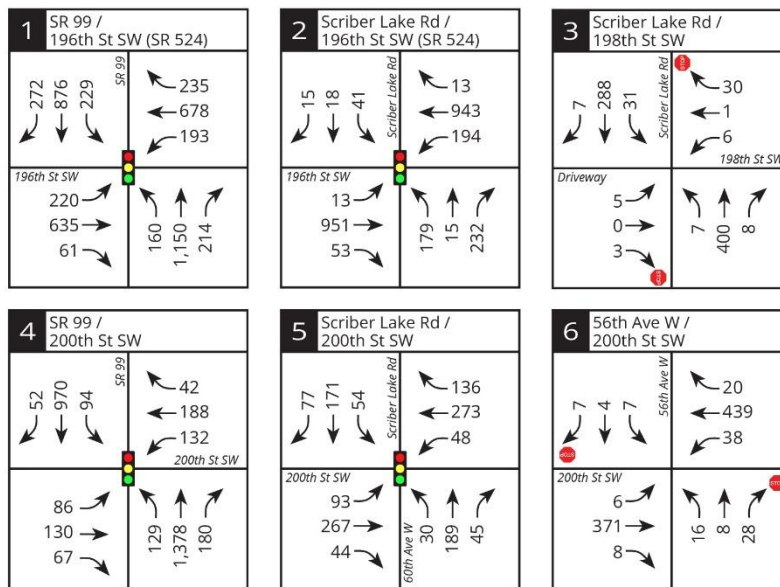 1
SR 99 /
196th St SW (SR 524)
272
876
229
SR 99
235
678
193
196th St SW
220
635
61
160
1,150
214
2
Scriber Lake Rd /
196th St SW (SR 524)
15
18
41
Scriber Lake Rd
13
943
194
196th St SW
13
951
53
179
15
232
3
Scriber Lake Rd /
198th St SW
7
288
31
Scriber Lake Rd
STOP
30
1
6
198th St SW
Driveway
5
0
3
STOP
7
400
8
4
SR 99 /
200th St SW
52
970
94
SR 99
42
188
132
200th St SW
86
130
67
129
1,378
180
5
Scriber Lake Rd /
200th St SW
77
171
54
Scriber Lake Rd
136
273
48
200th St SW
93
267
44
60th Ave W
30
189
45
6
56th Ave W /
200th St SW
7
4
7
STOP
56th Ave W
20
439
38
200th St SW
6
371
8
16
8
28
STOP